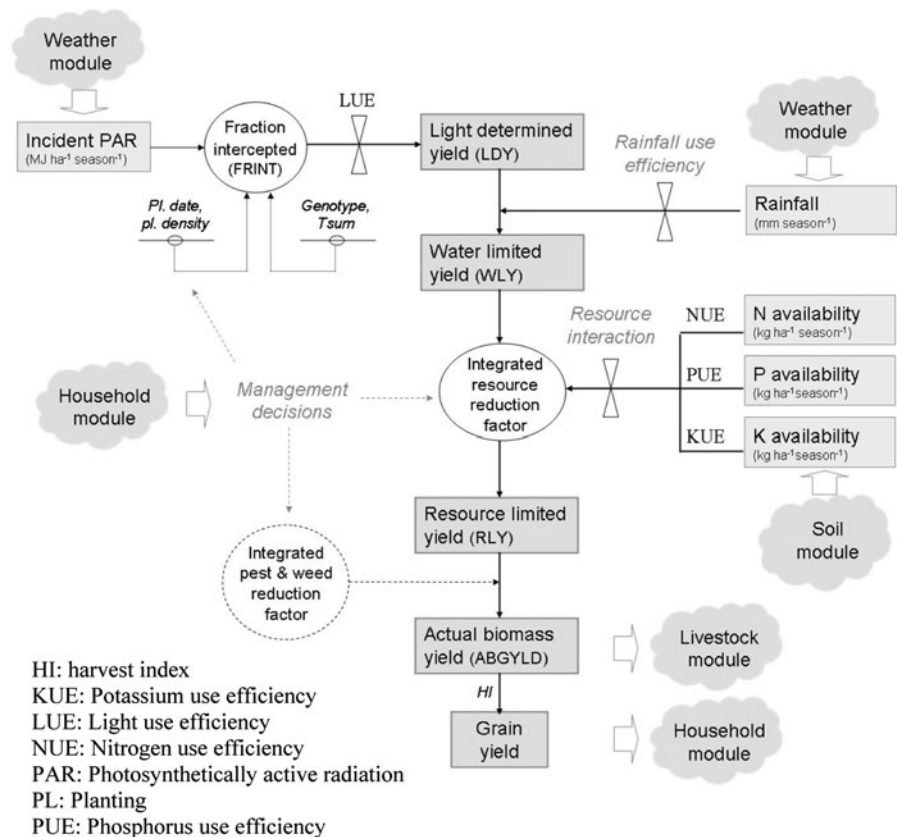 Weather
module
Incident PAR
(MJ ha⁻¹ season⁻¹)
Fraction
intercepted
(FRINT)
LUE
Light determined
yield (LDY)
Rainfall use
efficiency
Weather
module
Rainfall
(mm season⁻¹)
Pl. date,
pl. density
Genotype,
Tsum
Water limited
yield (WLY)
Resource
interaction
NUE
N availability
(kg ha⁻¹ season⁻¹)
PUE
P availability
(kg ha⁻¹ season⁻¹)
KUE
K availability
(kg ha⁻¹ season⁻¹)
Soil
module
Household
module
Management
decisions
Integrated
resource
reduction
factor
Resource limited
yield (RLY)
Integrated
pest & weed
reduction
factor
Actual biomass
yield (ABGYLD)
Livestock
module
HI
Grain
yield
Household
module
HI: harvest index
KUE: Potassium use efficiency
LUE: Light use efficiency
NUE: Nitrogen use efficiency
PAR: Photosynthetically active radiation
PL: Planting
PUE: Phosphorus use efficiency